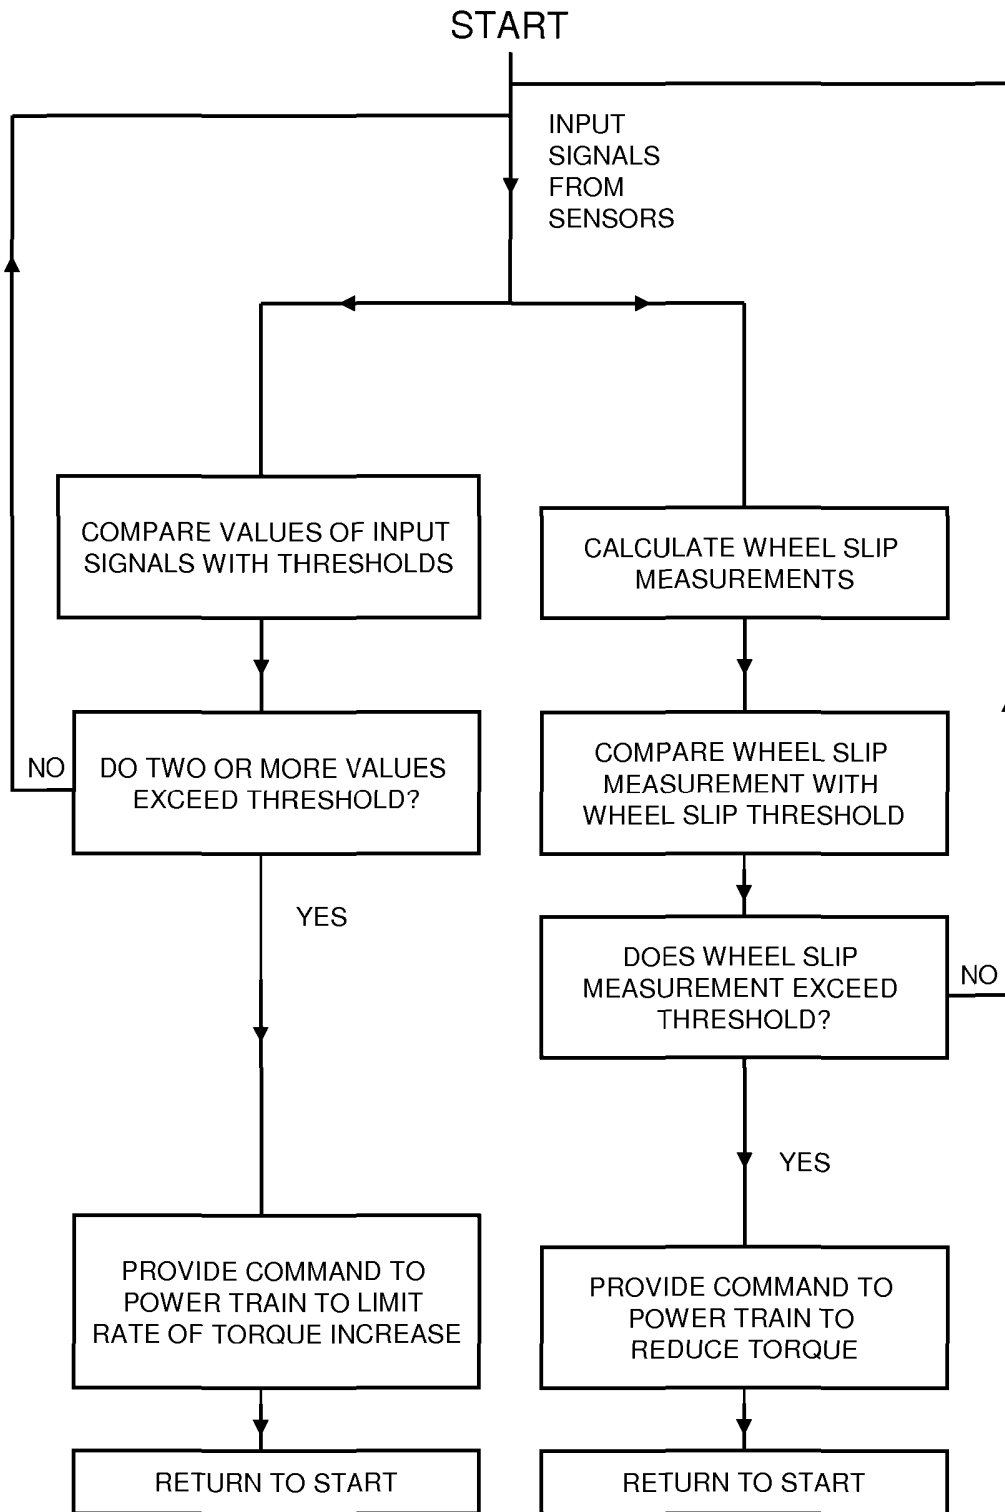 START
INPUT
SIGNALS
FROM
SENSORS
COMPARE VALUES OF INPUT
SIGNALS WITH THRESHOLDS
CALCULATE WHEEL SLIP
MEASUREMENTS
NO
DO TWO OR MORE VALUES
EXCEED THRESHOLD?
COMPARE WHEEL SLIP
MEASUREMENT WITH
WHEEL SLIP THRESHOLD
YES
DOES WHEEL SLIP
MEASUREMENT EXCEED
THRESHOLD?
NO
YES
PROVIDE COMMAND TO
POWER TRAIN TO LIMIT
RATE OF TORQUE INCREASE
PROVIDE COMMAND TO
POWER TRAIN TO
REDUCE TORQUE
RETURN TO START
RETURN TO START